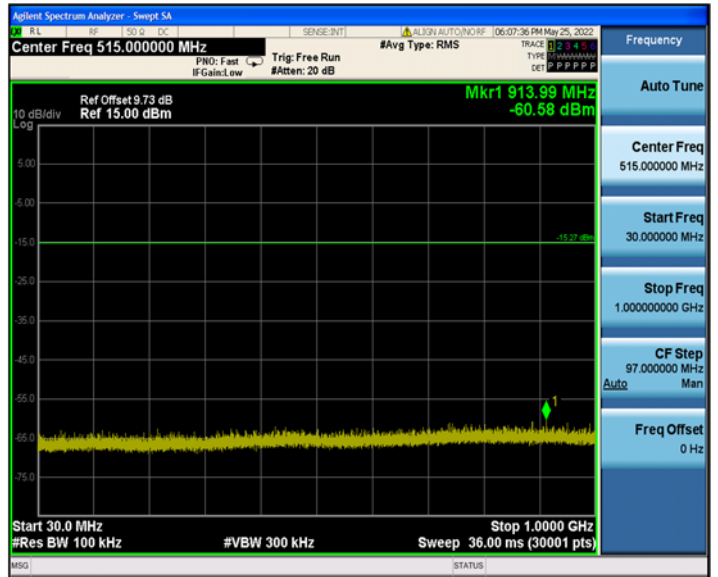 Agilent Spectrum Analyzer - Swept SA
RL RF 50 Ω DC SENSE:INT ALIGN AUTO/NO RF 06:07:36 PM May 25, 2022
Center Freq 515.000000 MHz #Avg Type: RMS TRACE 1 2 3 4 5 6
PNO: Fast Trig: Free Run TYPE
IFGain:Low #Atten: 20 dB DET P P P P P P
Mkr1 913.99 MHz
-60.58 dBm
Ref Offset 9.73 dB
10 dB/div Ref 15.00 dBm
Log
5.00
-5.00
-15.0
-15.27 dBm
-25.0
-35.0
-45.0
-55.0
1
-65.0
-75.0
Start 30.0 MHz Stop 1.0000 GHz
#Res BW 100 kHz #VBW 300 kHz Sweep 36.00 ms (30001 pts)
MSG STATUS
Frequency
Auto Tune
Center Freq
515.000000 MHz
Start Freq
30.000000 MHz
Stop Freq
1.000000000 GHz
CF Step
97.000000 MHz
Auto Man
Freq Offset
0 Hz